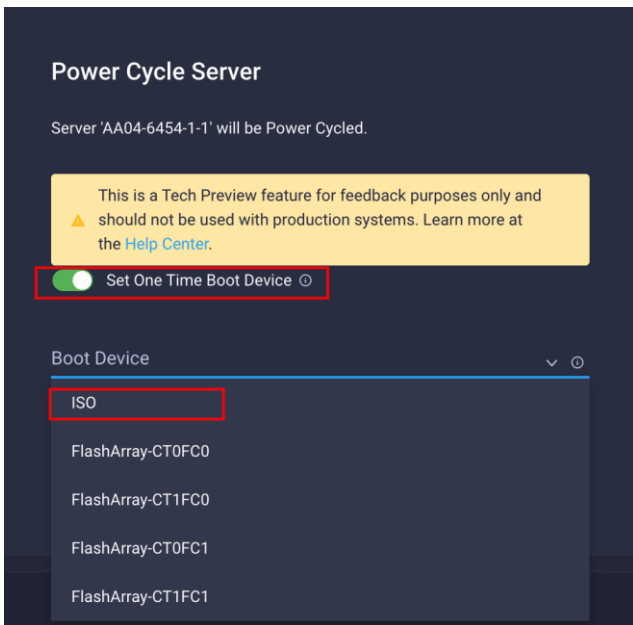 Power Cycle Server
Server 'AA04-6454-1-1' will be Power Cycled.
This is a Tech Preview feature for feedback purposes only and
should not be used with production systems. Learn more at
the Help Center.
Set One Time Boot Device
Boot Device
ISO
FlashArray-CT0FC0
FlashArray-CT1FC0
FlashArray-CT0FC1
FlashArray-CT1FC1